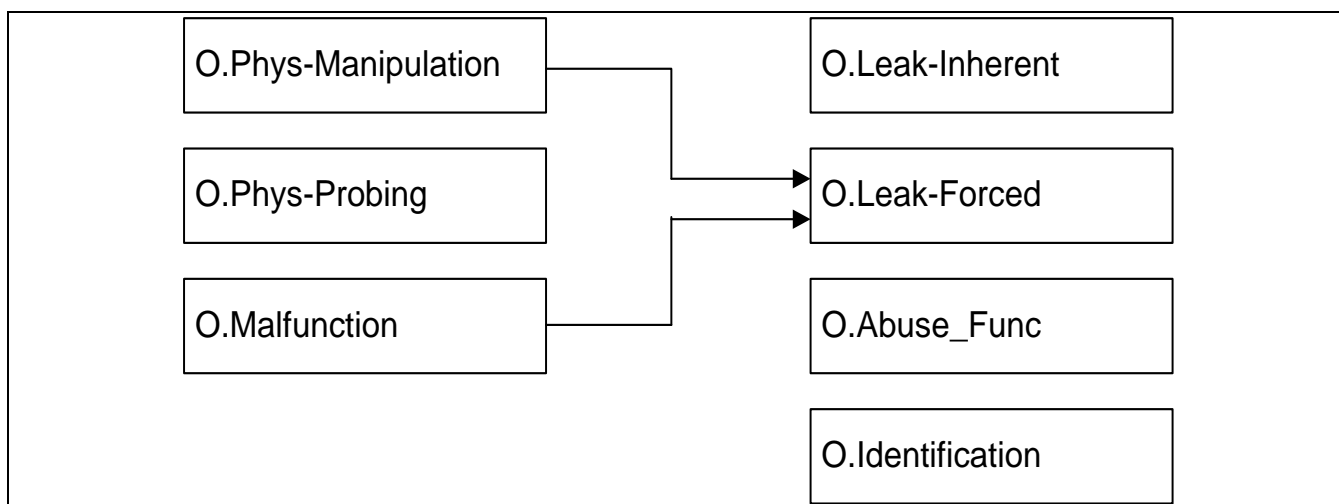 O.Phys-Manipulation
O.Leak-Inherent
O.Phys-Probing
O.Leak-Forced
O.Malfunction
O.Abuse_Func
O.Identification